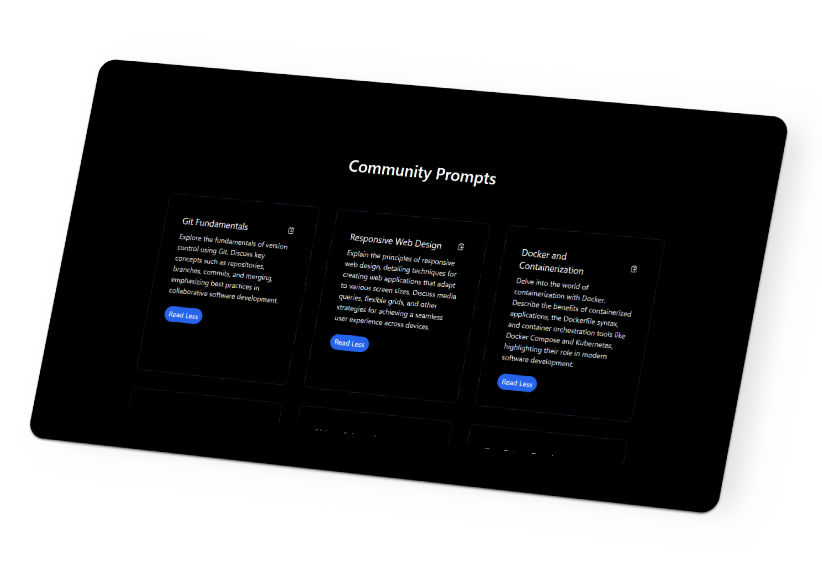 Community Prompts
Git Fundamentals
Explore the fundamentals of version
control using Git. Discuss key
concepts such as repositories,
branches, commits, and merging,
emphasizing best practices in
collaborative software development.
Read Less
Responsive Web Design
Explain the principles of responsive
web design, detailing techniques for
creating web applications that adapt
to various screen sizes. Discuss media
queries, flexible grids, and other
strategies for achieving a seamless
user experience across devices.
Read Less
Docker and
Containerization
Delve into the world of
containerization with Docker.
Describe the benefits of containerized
applications, the Dockerfile syntax,
and container orchestration tools like
Docker Compose and Kubernetes,
highlighting their role in modern
software development.
Read Less